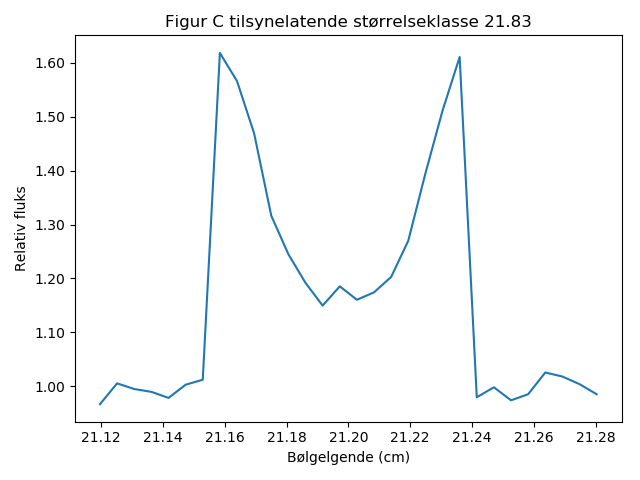 Figur C tilsynelatende størrelseklasse 21.83
1.60
1.50
1.40
1.30
1.20
1.10
1.00
Relativ fluks
21.12 21.14 21.16 21.18 21.20 21.22 21.24 21.26 21.28
Bølgelgende (cm)